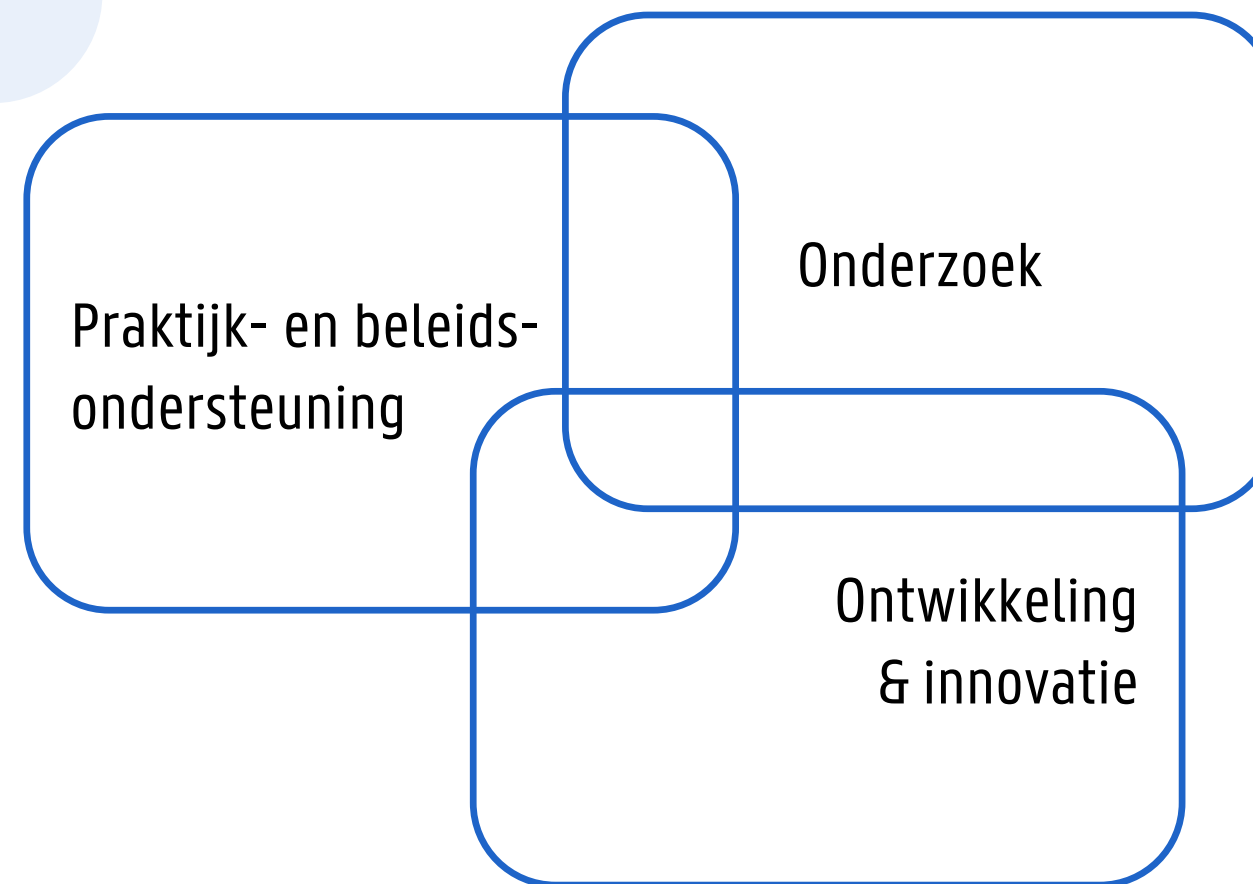 Onderzoek
Praktijk- en beleids-
ondersteuning
Ontwikkeling
& innovatie